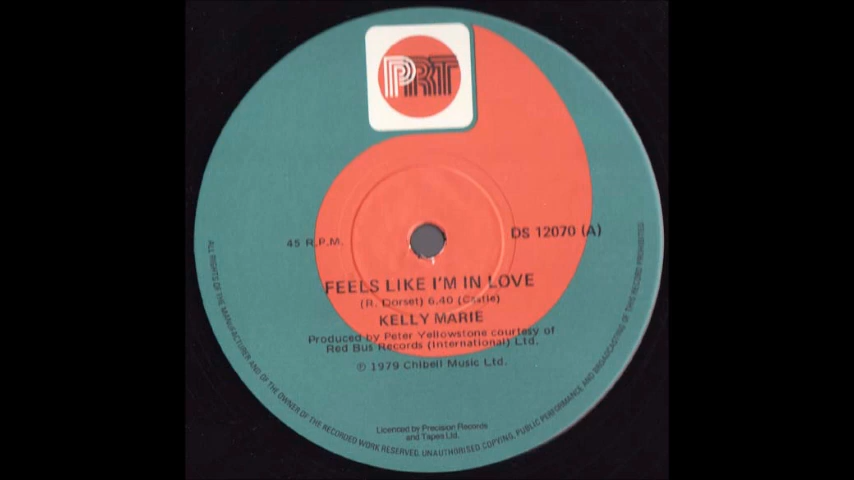 PRT
45 R.P.M.
DS 12070 (A)
FEELS LIKE I'M IN LOVE
(R. Dorset) 6.40 (Castle)
KELLY MARIE
Produced by Peter Yellowstone courtesy of
Red Bus Records (International) Ltd.
℗ 1979 Chibell Music Ltd.
Licenced by Precision Records
and Tapes Ltd.
ALL RIGHTS OF THE MANUFACTURER AND OF THE OWNER OF THE RECORDED WORK RESERVED. UNAUTHORISED COPYING, PUBLIC PERFORMANCE AND BROADCASTING OF THIS RECORD PROHIBITED